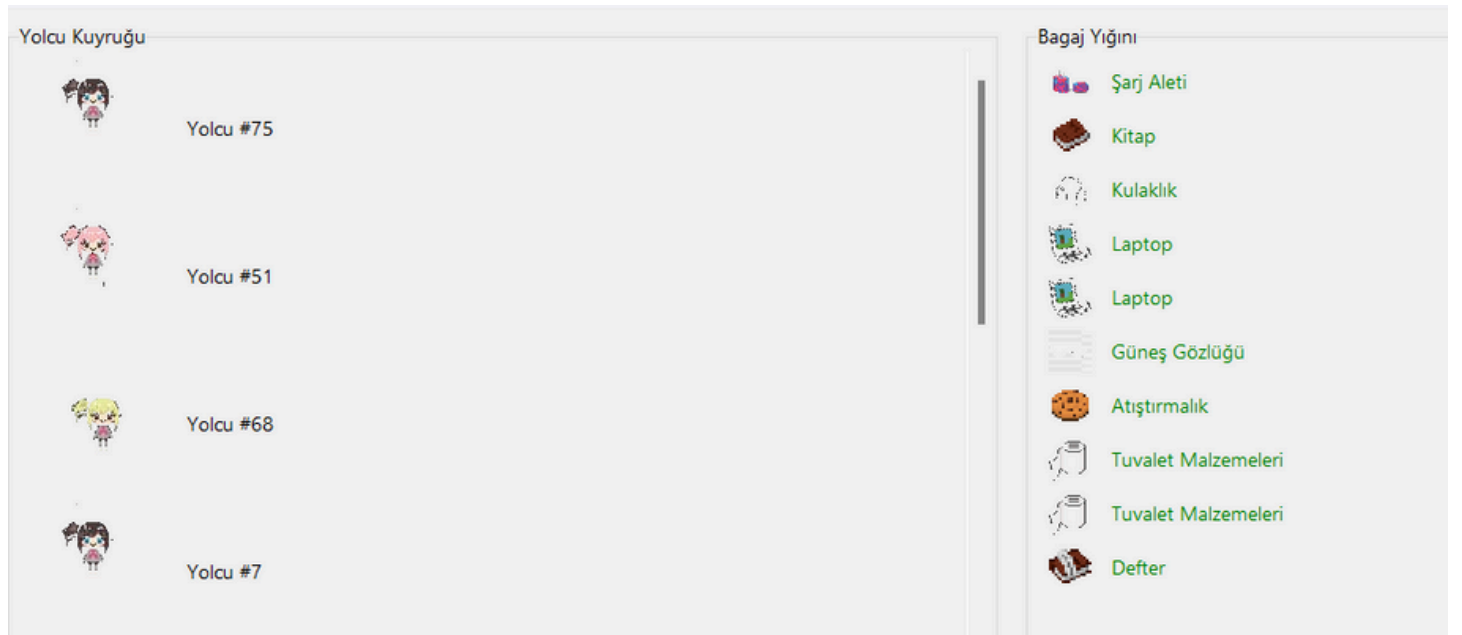 Yolcu Kuyruğu
Yolcu #75
Yolcu #51
Yolcu #68
Yolcu #7
Bagaj Yığını
Şarj Aleti
Kitap
Kulaklık
Laptop
Laptop
Güneş Gözlüğü
Atıştırmalık
Tuvalet Malzemeleri
Tuvalet Malzemeleri
Defter